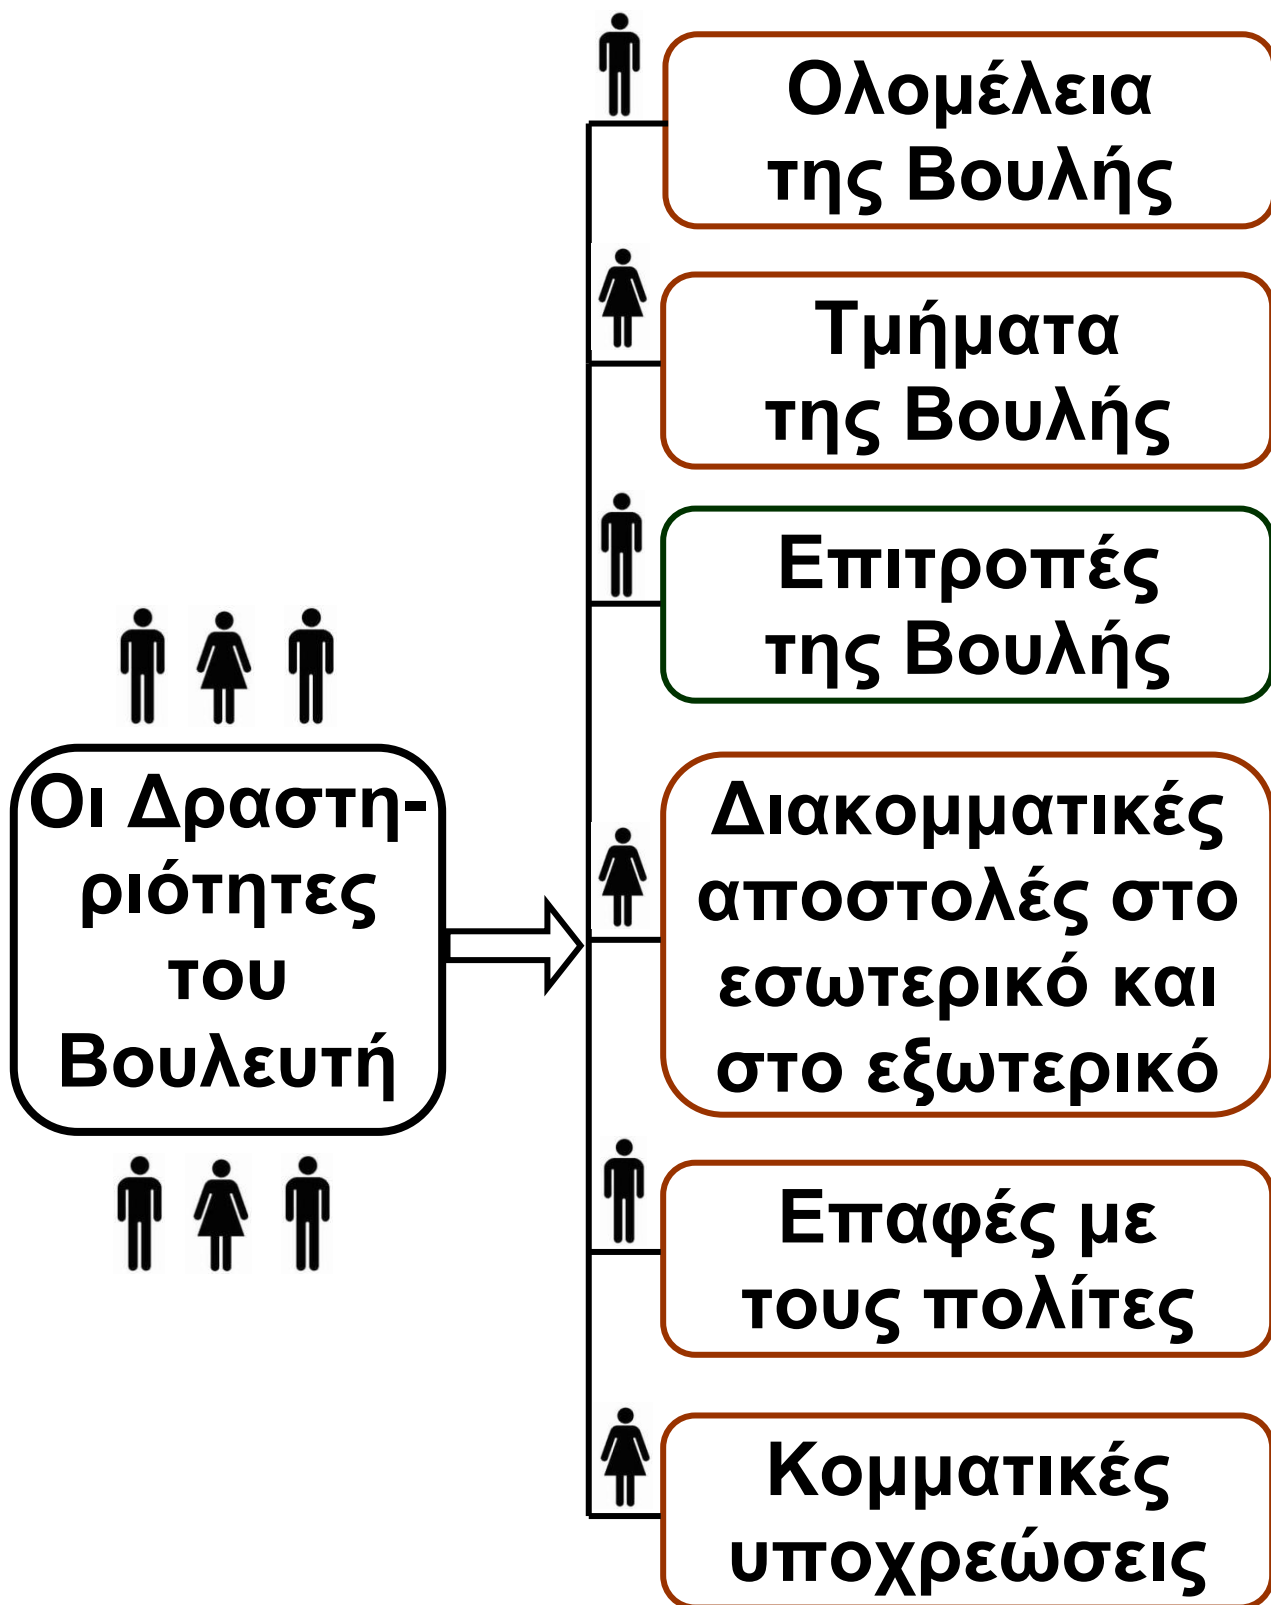 Οι Δραστη-
ριότητες
του
Βουλευτή
Ολομέλεια
της Βουλής
Τμήματα
της Βουλής
Επιτροπές
της Βουλής
Διακομματικές
αποστολές στο
εσωτερικό και
στο εξωτερικό
Επαφές με
τους πολίτες
Κομματικές
υποχρεώσεις